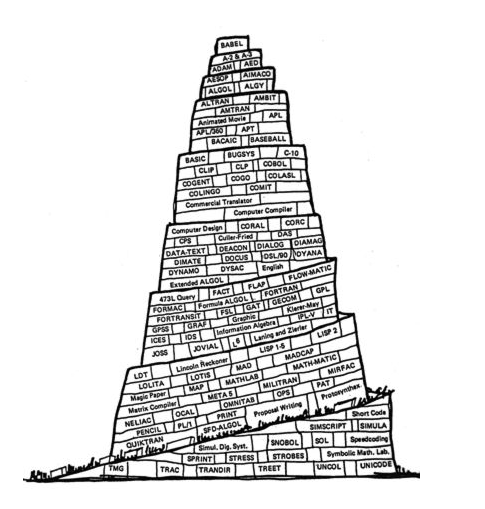 BABEL
A-2 & A-3
ADAM AED
AESOP AIMACO
ALGOL ALGY
ALTRAN AMBIT
AMTRAN
Animated Movie APL
APL/360 APT
BACAIC BASEBALL
BASIC BUGSYS C-10
CLIP CLP COBOL
COGENT COGO COLASL
COLINGO COMIT
Commercial Translator
Computer Compiler
Computer Design CORAL CORC
CPS Culler-Fried DAS
DATA-TEXT DEACON DIALOG DIAMAG
DIMATE DOCUS DSL/90 DYANA
DYNAMO DYSAC English
Extended ALGOL FACT FLAP FLOW-MATIC
473L Query Formula ALGOL FORTRAN GPL
FORMAC FSL GAT GECOM
FORTRANSIT Graphic Klerer-May
GPSS GRAF Information Algebra IPL-V IT
ICES IDS L6 Laning and Zierler
JOSS JOVIAL LISP 1-5 LISP 2
LDT Lincoln Reckoner MAD MADCAP
LOLITA LOTIS MATHLAB MATH-MATIC
Magic Paper MAP MILITRAN MIRFAC
Matrix Compiler META 5 OMNITAB OPS PAT
NELIAC OCAL PRINT Proposal Writing Protosynthex
PENCIL PL/1 SFD-ALGOL Short Code
QUIKTRAN SIMSCRIPT SIMULA
Simul. Dig. Syst. SNOBOL SOL Speedcoding
SPRINT STRESS STROBES Symbolic Math. Lab.
TMG TRAC TRANDIR TREET UNCOL UNICODE